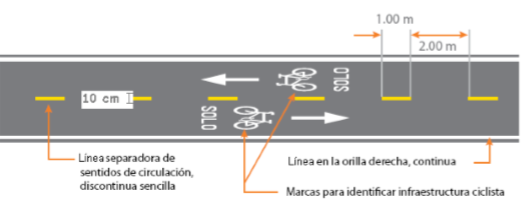 1.00 m
2.00 m
SOLO
10 cm
SOLO
Línea separadora de
sentidos de circulación,
discontinua sencilla
Línea en la orilla derecha, continua
Marcas para identificar infraestructura ciclista